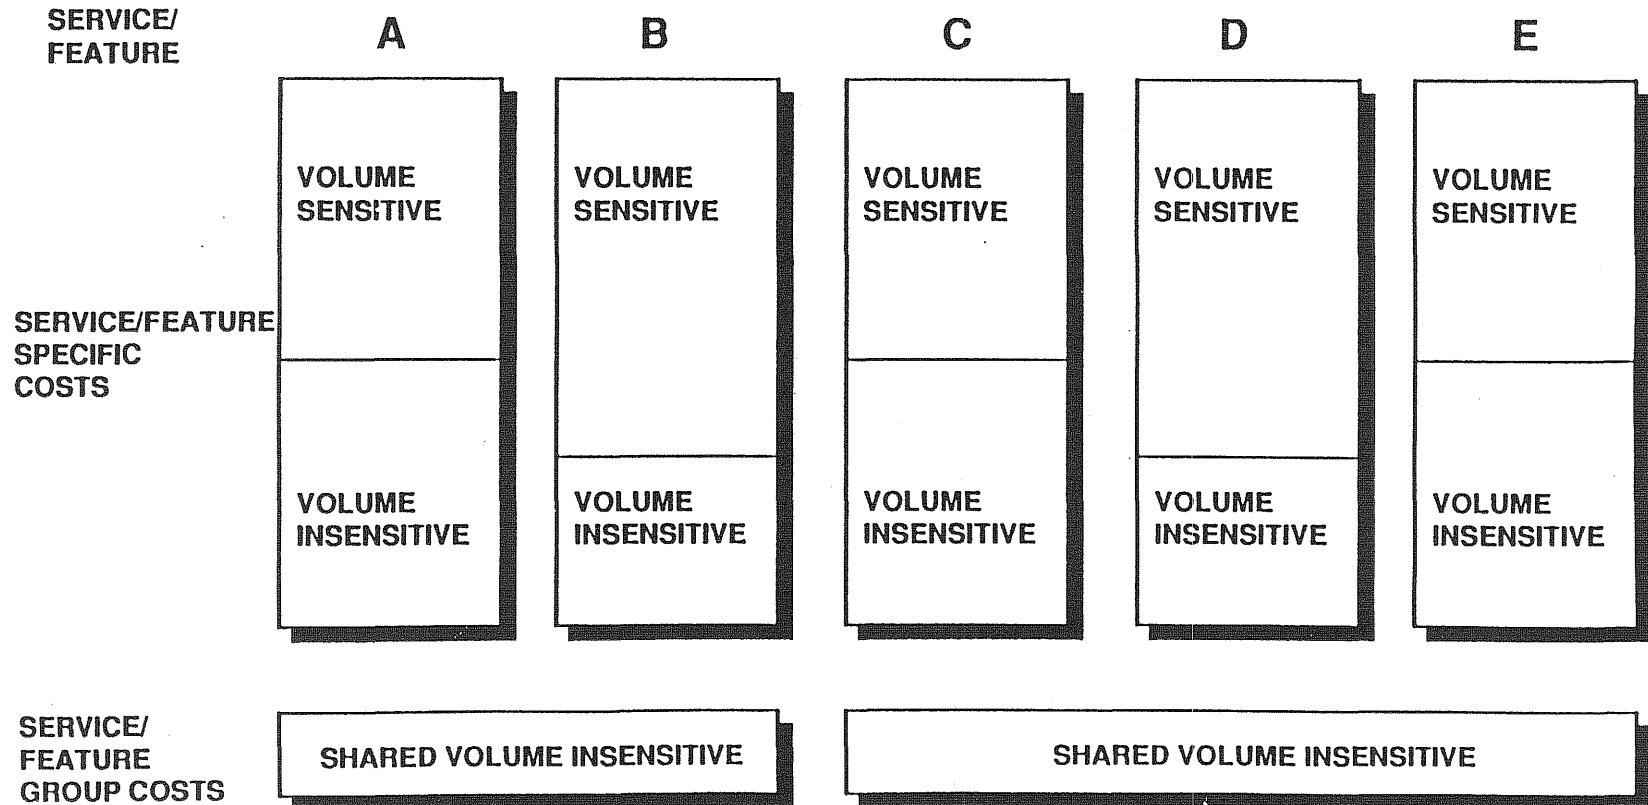 SERVICE/
FEATURE
A
B
C
D
E
VOLUME
SENSITIVE
VOLUME
SENSITIVE
VOLUME
SENSITIVE
VOLUME
SENSITIVE
VOLUME
SENSITIVE
SERVICE/FEATURE
SPECIFIC
COSTS
VOLUME
INSENSITIVE
VOLUME
INSENSITIVE
VOLUME
INSENSITIVE
VOLUME
INSENSITIVE
VOLUME
INSENSITIVE
SERVICE/
FEATURE
GROUP COSTS
SHARED VOLUME INSENSITIVE
SHARED VOLUME INSENSITIVE